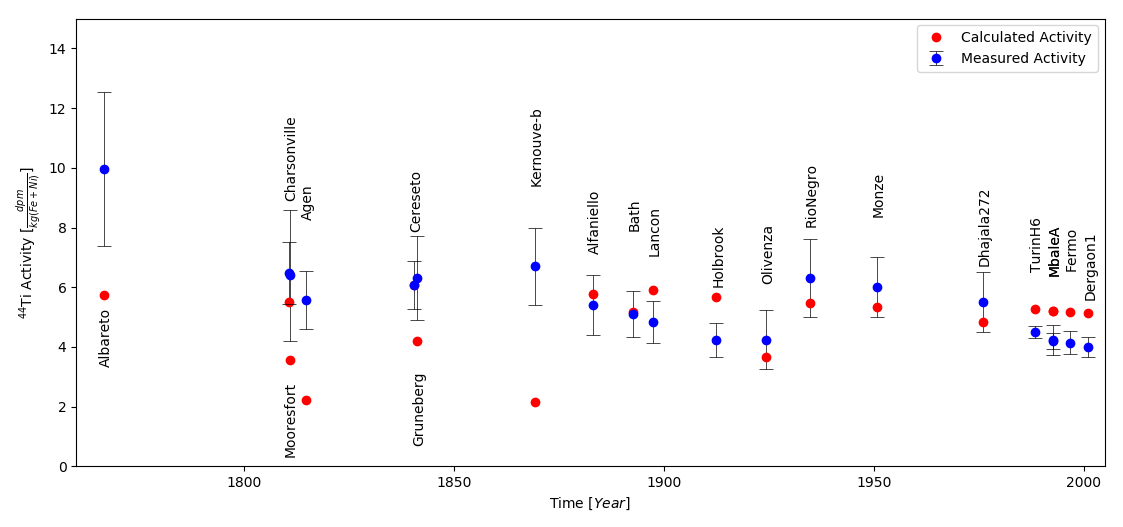 Calculated Activity
Measured Activity
14
12
10
8
6
4
2
0
44Ti Activity [dpm/kg(Fe+Ni)]
Albareto
Charsonville
Mooresfort
Agen
Cereseto
Gruneberg
Kernouve-b
Alfaniello
Bath
Lancon
Holbrook
Olivenza
RioNegro
Monze
Dhajala272
TurinH6
MbaleA
Fermo
Dergaon1
1800
1850
1900
1950
2000
Time [Year]